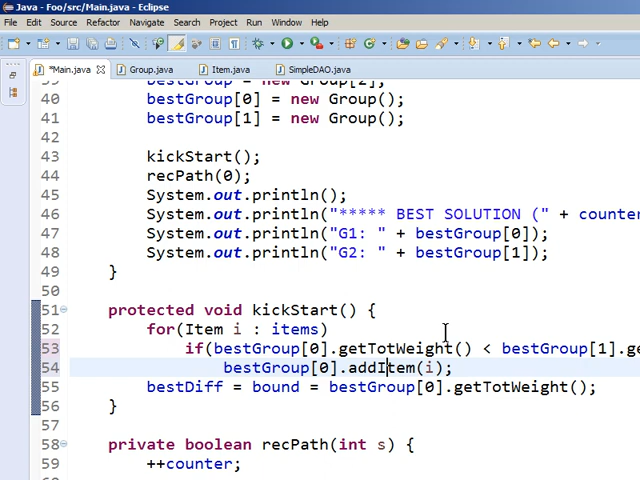 Java - Foo/src/Main.java - Eclipse
File Edit Source Refactor Navigate Search Project Run Window Help
*Main.java Group.java Item.java SimpleDAO.java
39 bestGroup = new Group[2];
40 bestGroup[0] = new Group();
41 bestGroup[1] = new Group();
42
43 kickStart();
44 recPath(0);
45 System.out.println();
46 System.out.println("***** BEST SOLUTION (" + counter
47 System.out.println("G1: " + bestGroup[0]);
48 System.out.println("G2: " + bestGroup[1]);
49 }
50
51 protected void kickStart() {
52 for(Item i : items)
53 if(bestGroup[0].getTotWeight() < bestGroup[1].ge
54 bestGroup[0].addItem(i);
55 bestDiff = bound = bestGroup[0].getTotWeight();
56 }
57
58 private boolean recPath(int s) {
59 ++counter;